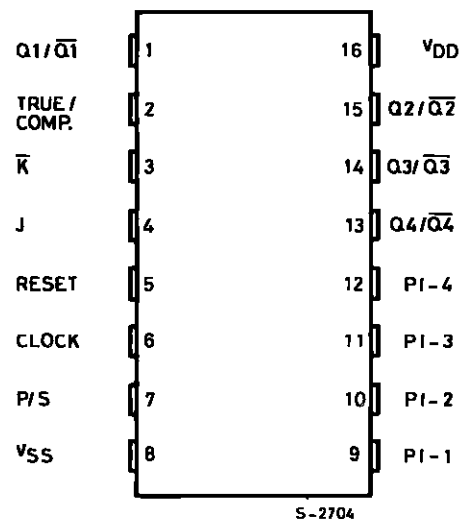 Q1/Q̅1̅ 1 16 VDD
TRUE/
COMP. 2 15 Q2/Q̅2̅
K̅ 3 14 Q3/Q̅3̅
J 4 13 Q4/Q̅4̅
RESET 5 12 PI-4
CLOCK 6 11 PI-3
P/S 7 10 PI-2
VSS 8 9 PI-1
S-2704